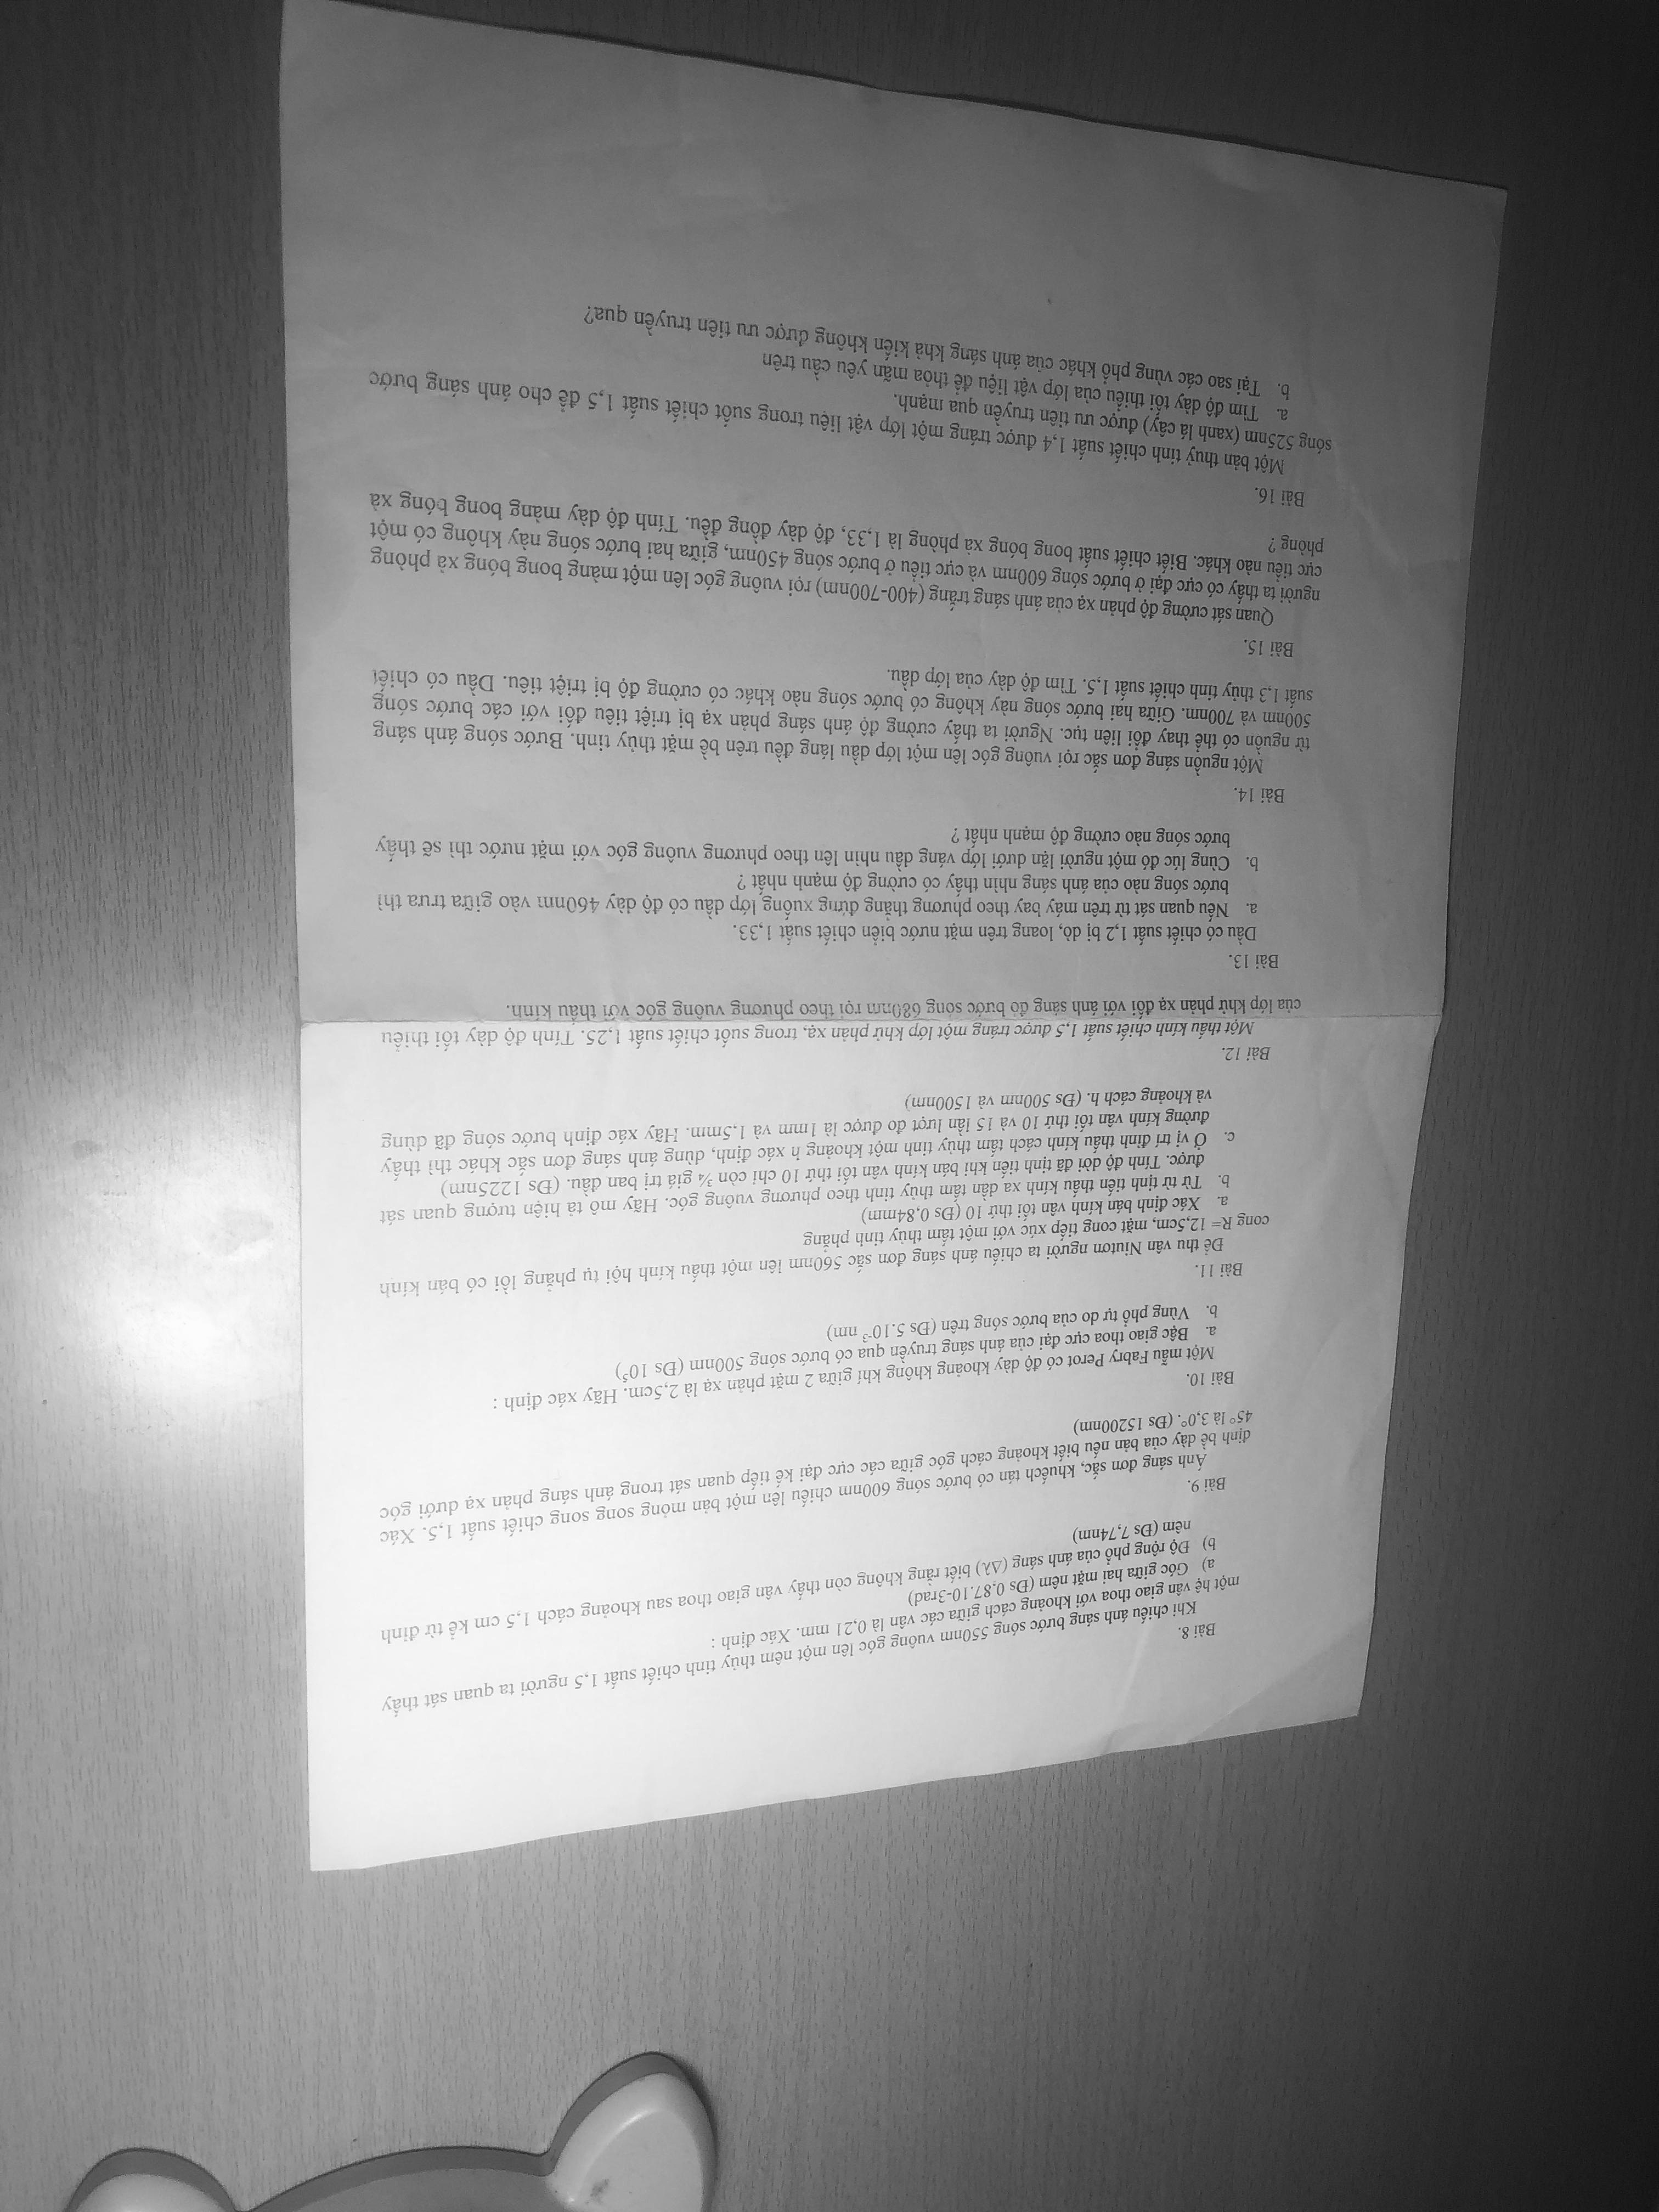 Bài 8.
Khi chiếu ánh sáng bước sóng 550nm vuông góc lên một nêm thủy tinh chiết suất 1,5 người ta quan sát thấy
một hệ vân giao thoa với khoảng cách giữa các vân là 0,21 mm. Xác định :
a) Góc giữa hai mặt nêm (Đs 0,87.10-3rad)
b) Độ rộng phổ của ánh sáng (Δλ) biết rằng không còn thấy vân giao thoa sau khoảng cách 1,5 cm kể từ đỉnh
nêm (Đs 7,74nm)
Bài 9.
Ánh sáng đơn sắc, khuếch tán có bước sóng 600nm chiếu lên một bản mỏng song song chiết suất 1,5. Xác
định bề dày của bản nếu biết khoảng cách góc giữa các cực đại kế tiếp quan sát trong ánh sáng phản xạ dưới góc
45° là 3,0°. (Đs 15200nm)
Bài 10.
Một mẫu Fabry Perot có độ dày khoảng không khí giữa 2 mặt phản xạ là 2,5cm. Hãy xác định :
a. Bậc giao thoa cực đại của ánh sáng truyền qua có bước sóng 500nm (Đs 10⁵)
b. Vùng phổ tự do của bước sóng trên (Đs 5.10⁻³ nm)
Bài 11.
Để thu vân Niutơn người ta chiếu ánh sáng đơn sắc 560nm lên một thấu kính hội tụ phẳng lồi có bán kính
cong R= 12,5cm, mặt cong tiếp xúc với một tấm thủy tinh phẳng
a. Xác định bán kính vân tối thứ 10 (Đs 0,84mm)
b. Từ từ tịnh tiến thấu kính xa dần tấm thủy tinh theo phương vuông góc. Hãy mô tả hiện tượng quan sát
được. Tính độ dời đã tịnh tiến khi bán kính vân tối thứ 10 chỉ còn ¾ giá trị ban đầu. (Đs 1225nm)
c. Ở vị trí đỉnh thấu kính cách tấm thủy tinh một khoảng h xác định, dùng ánh sáng đơn sắc khác thì thấy
đường kính vân tối thứ 10 và 15 lần lượt đo được là 1mm và 1.5mm. Hãy xác định bước sóng đã dùng
và khoảng cách h. (Đs 500nm và 1500nm)
Bài 12.
Một thấu kính chiết suất 1,5 được tráng một lớp khử phản xạ, trong suốt chiết suất 1,25. Tính độ dày tối thiểu
của lớp khử phản xạ đối với ánh sáng đỏ bước sóng 680nm rọi theo phương vuông góc với thấu kính.
Bài 13.
Dầu có chiết suất 1,2 bị dò, loang trên mặt nước biển chiết suất 1,33.
a. Nếu quan sát từ trên máy bay theo phương thẳng đứng xuống lớp dầu có độ dày 460nm vào giữa trưa thì
bước sóng nào của ánh sáng nhìn thấy có cường độ mạnh nhất ?
b. Cùng lúc đó một người lặn dưới lớp váng dầu nhìn lên theo phương vuông góc với mặt nước thì sẽ thấy
bước sóng nào cường độ mạnh nhất ?
Bài 14.
Một nguồn sáng đơn sắc rọi vuông góc lên một lớp dầu láng đều trên bề mặt thủy tinh. Bước sóng ánh sáng
từ nguồn có thể thay đổi liên tục. Người ta thấy cường độ ánh sáng phản xạ bị triệt tiêu đối với các bước sóng
500nm và 700nm. Giữa hai bước sóng này không có bước sóng nào khác có cường độ bị triệt tiêu. Dầu có chiết
suất 1,3 thủy tinh chiết suất 1,5. Tìm độ dày của lớp dầu.
Bài 15.
Quan sát cường độ phản xạ của ánh sáng trắng (400-700nm) rọi vuông góc lên một màng bong bóng xà phòng
người ta thấy có cực đại ở bước sóng 600nm và cực tiểu ở bước sóng 450nm, giữa hai bước sóng này không có một
cực tiểu nào khác. Biết chiết suất bong bóng xà phòng là 1,33, độ dày đồng đều. Tính độ dày màng bong bóng xà
phòng ?
Bài 16.
Một bản thuỷ tinh chiết suất 1,4 được tráng một lớp vật liệu trong suốt chiết suất 1,5 để cho ánh sáng bước
sóng 525nm (xanh lá cây) được ưu tiên truyền qua mạnh.
a. Tìm độ dày tối thiểu của lớp vật liệu để thỏa mãn yêu cầu trên
b. Tại sao các vùng phổ khác của ánh sáng khả kiến không được ưu tiên truyền qua?